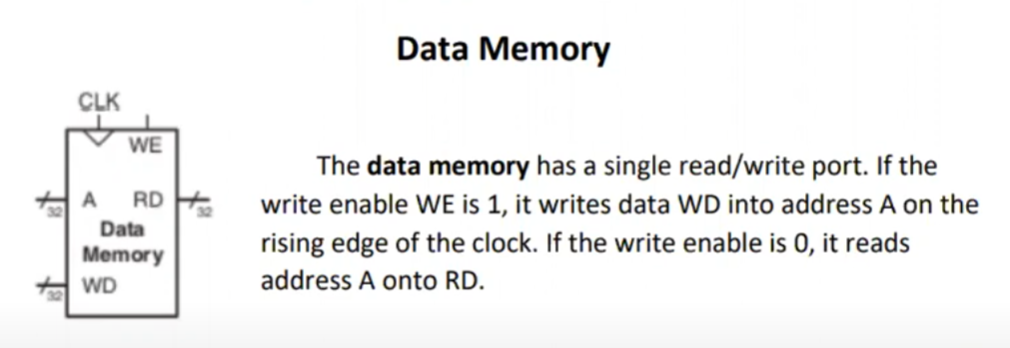 Data Memory
CLK
WE
A RD
32 32
Data
Memory
WD
32
The data memory has a single read/write port. If the
write enable WE is 1, it writes data WD into address A on the
rising edge of the clock. If the write enable is 0, it reads
address A onto RD.